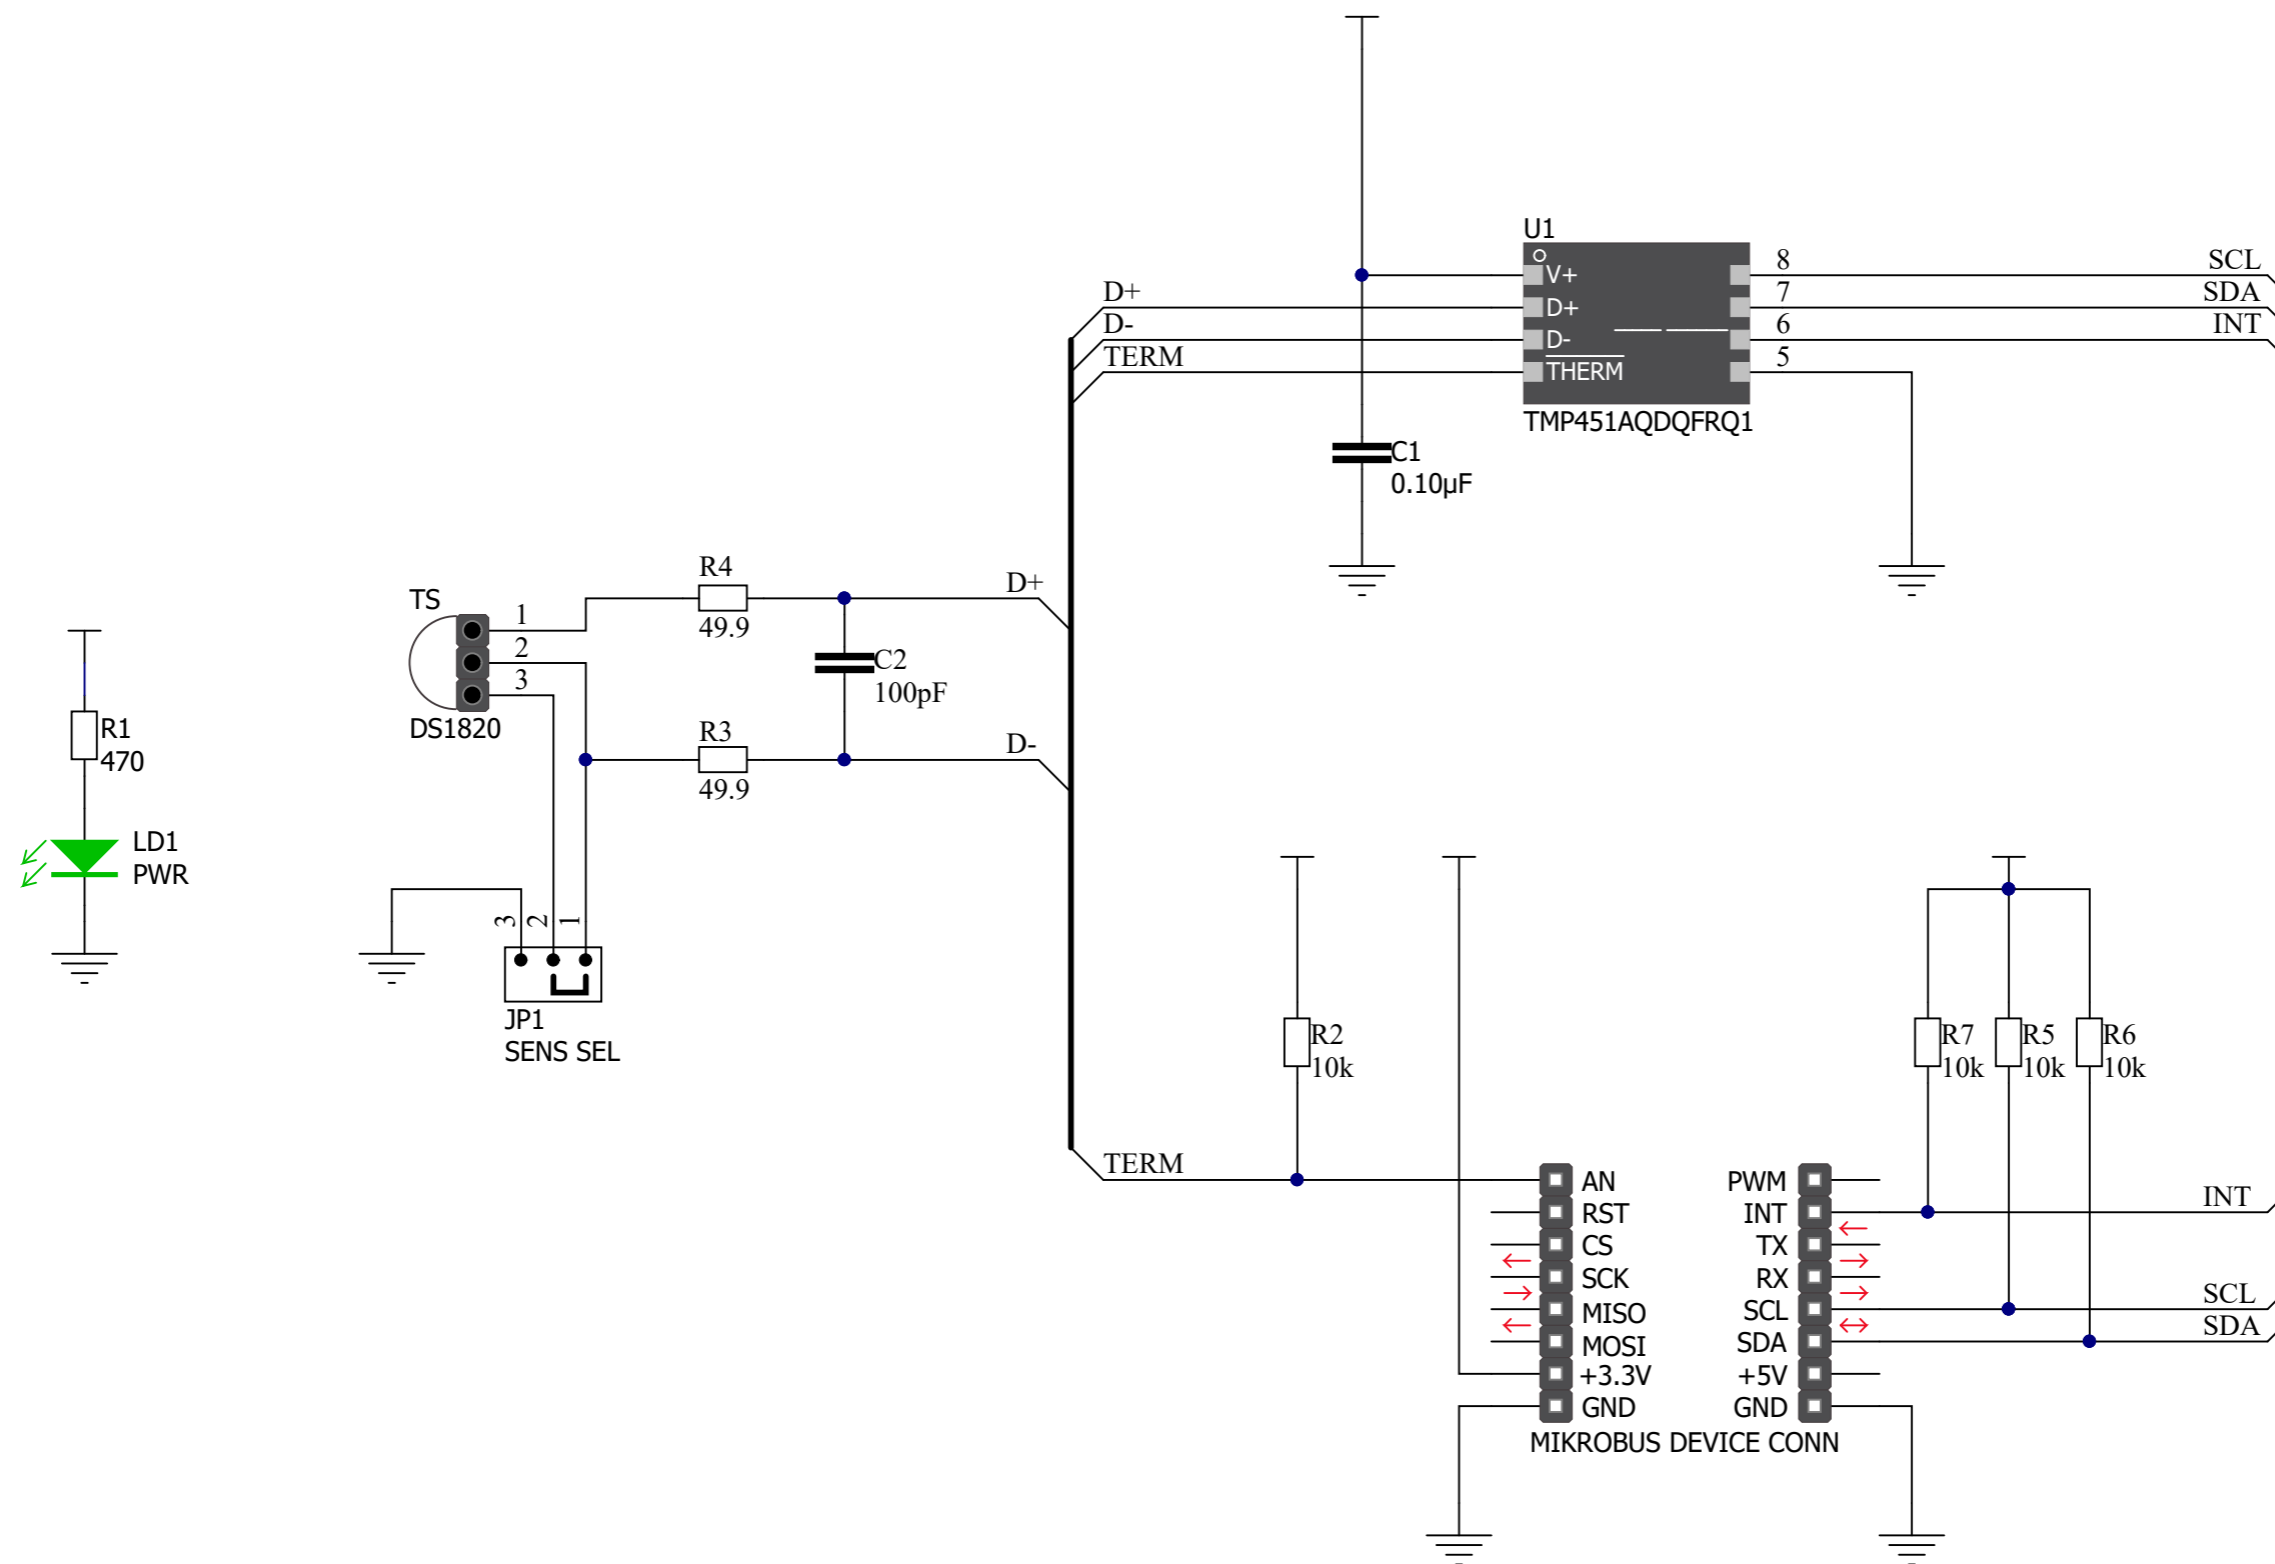 U1
V+
D+
D-
THERM
8
7
6
5
SCL
SDA
INT
TMP451AQDQFRQ1
D+
D-
TERM
C1
0.10µF
TS
1
2
3
DS1820
R4
49.9
C2
100pF
R3
49.9
D+
D-
R1
470
LD1
PWR
3
2
1
JP1
SENS SEL
R2
10k
R7
10k
R5
10k
R6
10k
TERM
AN
RST
CS
SCK
MISO
MOSI
+3.3V
GND
PWM
INT
TX
RX
SCL
SDA
+5V
GND
INT
SCL
SDA
MIKROBUS DEVICE CONN